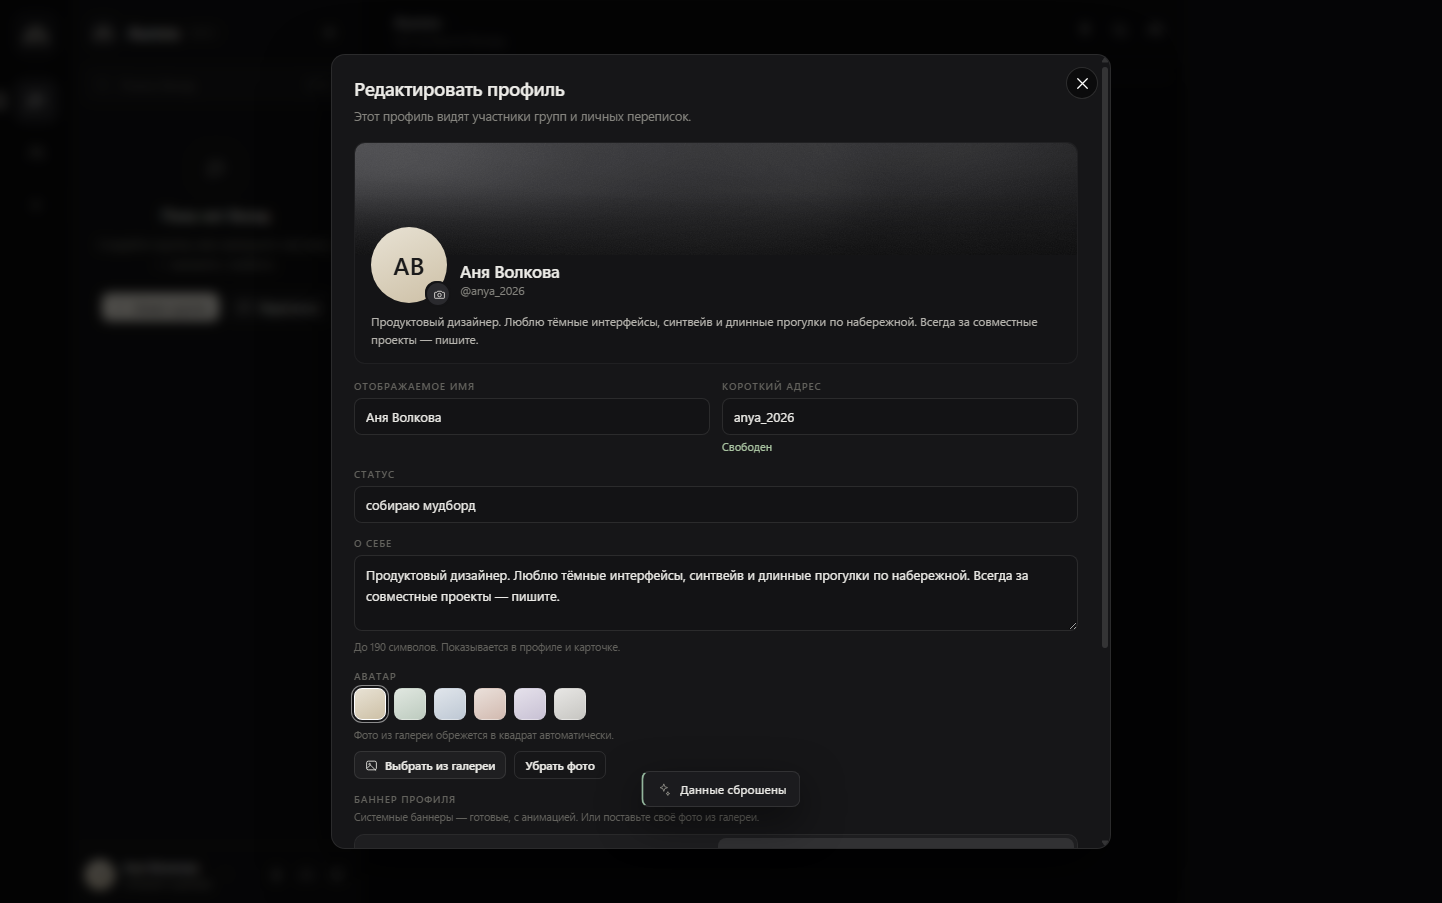 Редактировать профиль
Этот профиль видят участники групп и личных переписок.
АВ
Аня Волкова
@anya_2026
Продуктовый дизайнер. Люблю тёмные интерфейсы, синтвейв и длинные прогулки по набережной. Всегда за совместные
проекты — пишите.
ОТОБРАЖАЕМОЕ ИМЯ
КОРОТКИЙ АДРЕС
Аня Волкова
anya_2026
Свободен
СТАТУС
собираю мудборд
О СЕБЕ
Продуктовый дизайнер. Люблю тёмные интерфейсы, синтвейв и длинные прогулки по набережной. Всегда за
совместные проекты — пишите.
До 190 символов. Показывается в профиле и карточке.
АВАТАР
Фото из галереи обрежется в квадрат автоматически.
Выбрать из галереи
Убрать фото
Данные сброшены
БАННЕР ПРОФИЛЯ
Системные баннеры — готовые, с анимацией. Или поставьте своё фото из галереи.